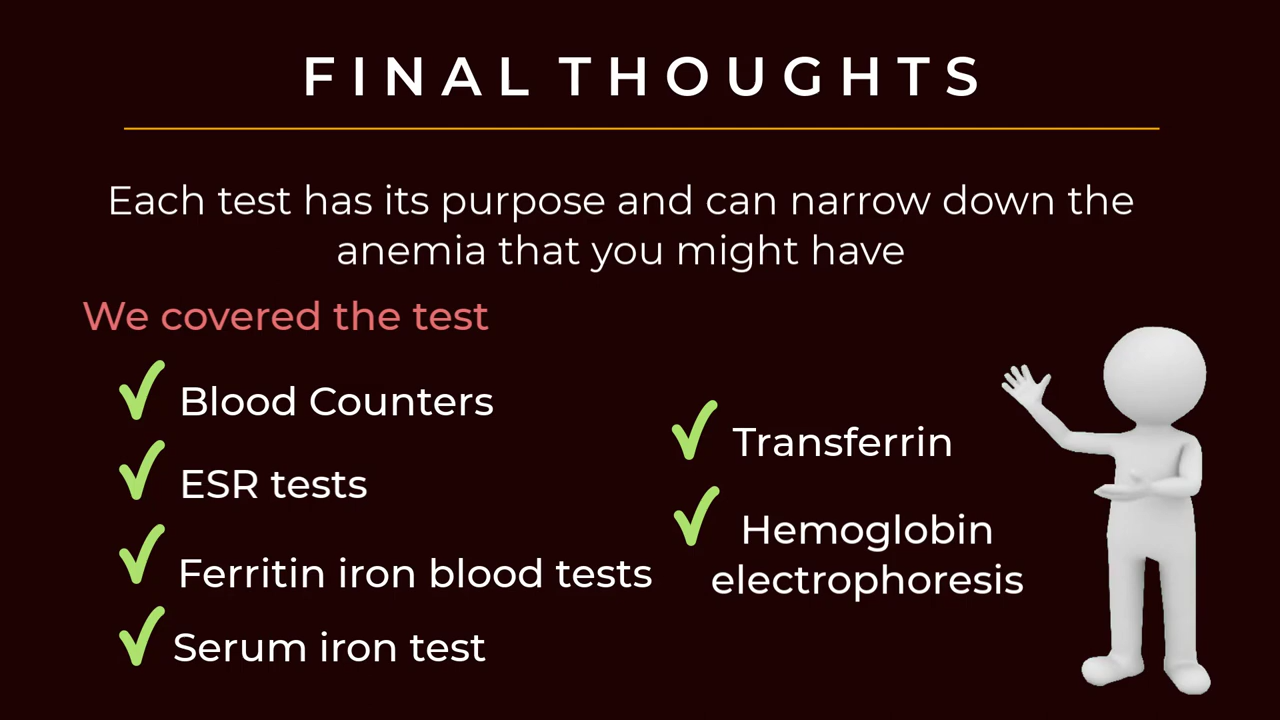 FINAL THOUGHTS
Each test has its purpose and can narrow down the
anemia that you might have
We covered the test
Blood Counters
ESR tests
Ferritin iron blood tests
Serum iron test
Transferrin
Hemoglobin
electrophoresis